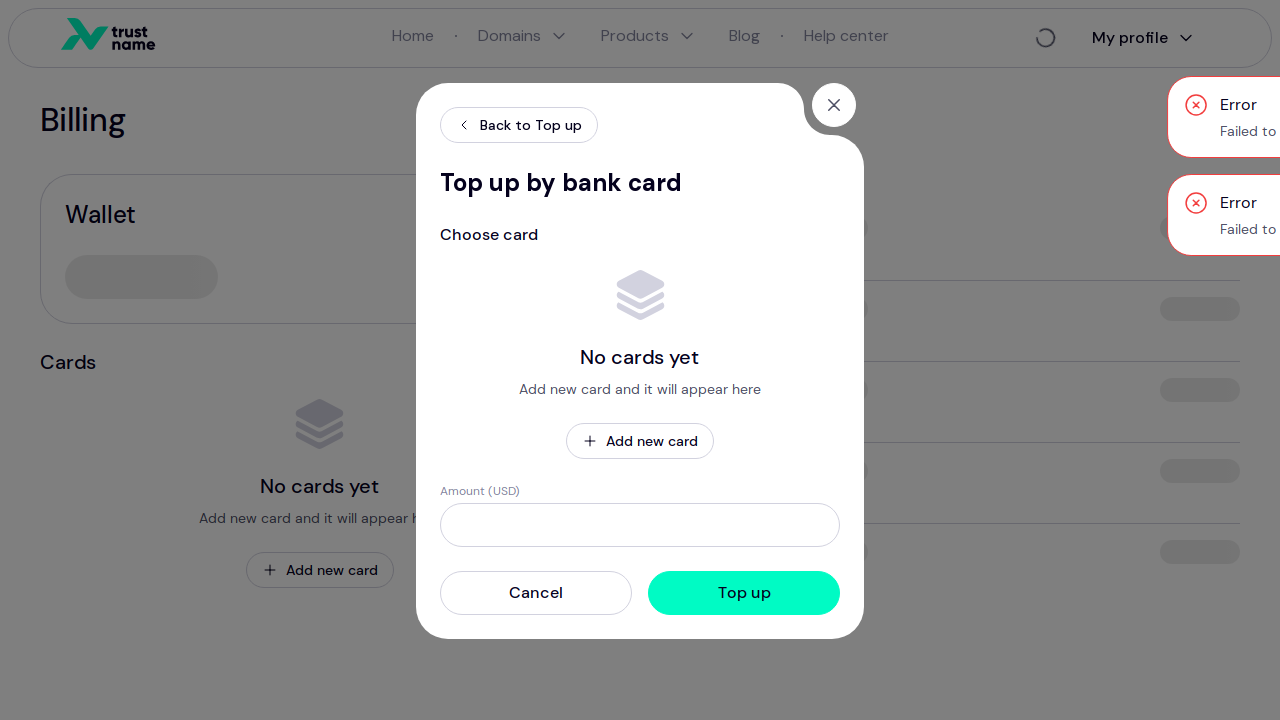 trust
name
Home · Domains Products Blog · Help center
My profile
Billing
Wallet
Cards
No cards yet
Add new card and it will appear h
Add new card
Back to Top up
Top up by bank card
Choose card
No cards yet
Add new card and it will appear here
Add new card
Amount (USD)
Cancel
Top up
Error
Failed to
Error
Failed to